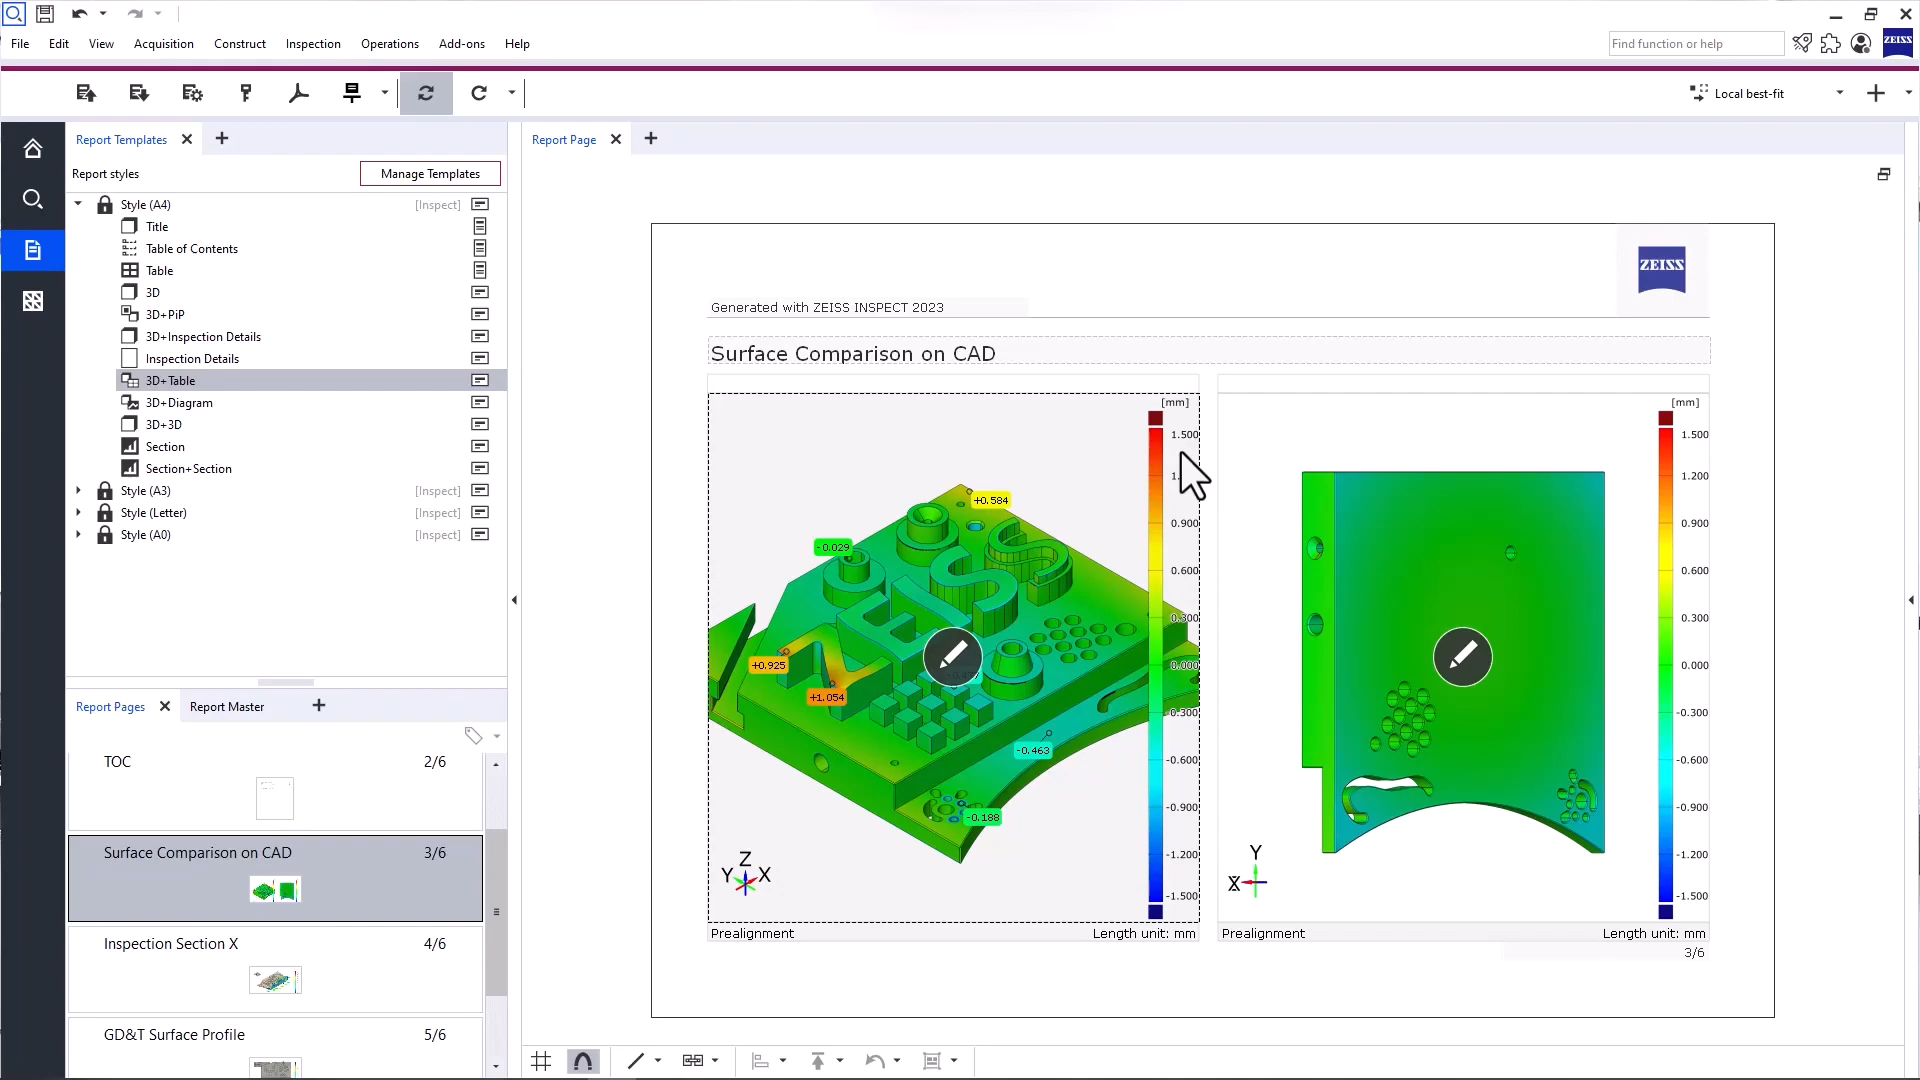 File Edit View Acquisition Construct Inspection Operations Add-ons Help
Find function or help
ZEISS
Local best-fit
Report Templates
Report Page
Report styles
Manage Templates
Style (A4) [Inspect]
Title
Table of Contents
Table
3D
3D+PiP
3D+Inspection Details
Inspection Details
3D+Table
3D+Diagram
3D+3D
Section
Section+Section
Style (A3) [Inspect]
Style (Letter) [Inspect]
Style (A0) [Inspect]
Report Pages
Report Master
TOC 2/6
Surface Comparison on CAD 3/6
Inspection Section X 4/6
GD&T Surface Profile 5/6
ZEISS
Generated with ZEISS INSPECT 2023
Surface Comparison on CAD
[mm]
1.500
0.900
0.600
0.300
0.000
-0.300
-0.600
-0.900
-1.200
-1.500
+0.584
-0.029
ZEISS
+0.925
+1.054
-0.463
-0.188
Z
Y X
Prealignment Length unit: mm
[mm]
1.500
1.200
0.900
0.600
0.300
0.000
-0.300
-0.600
-0.900
-1.200
-1.500
Y
X
Prealignment Length unit: mm
3/6